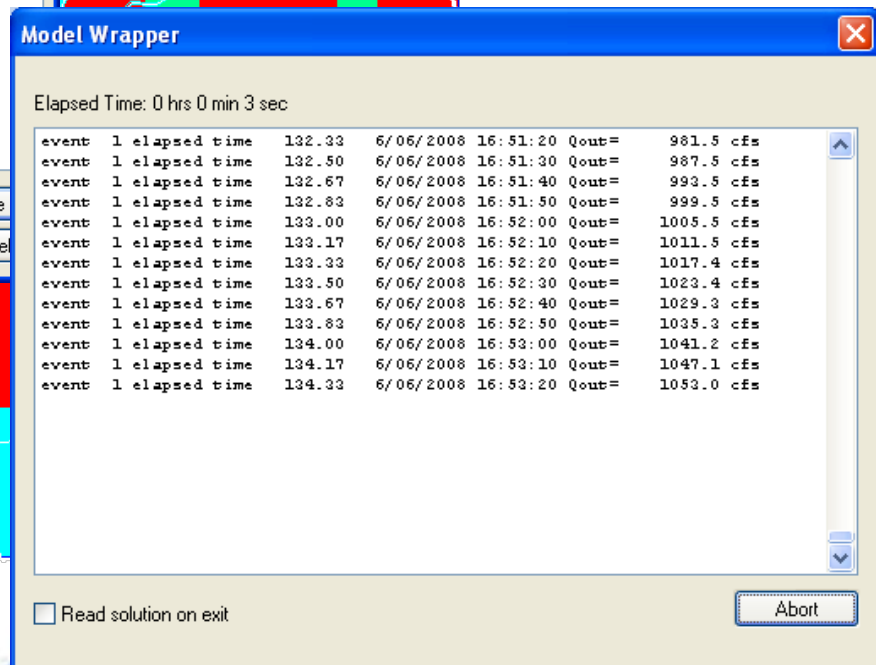 Model Wrapper
Elapsed Time: 0 hrs 0 min 3 sec
event 1 elapsed time 132.33 6/06/2008 16:51:20 Qout= 981.5 cfs
event 1 elapsed time 132.50 6/06/2008 16:51:30 Qout= 987.5 cfs
event 1 elapsed time 132.67 6/06/2008 16:51:40 Qout= 993.5 cfs
event 1 elapsed time 132.83 6/06/2008 16:51:50 Qout= 999.5 cfs
event 1 elapsed time 133.00 6/06/2008 16:52:00 Qout= 1005.5 cfs
event 1 elapsed time 133.17 6/06/2008 16:52:10 Qout= 1011.5 cfs
event 1 elapsed time 133.33 6/06/2008 16:52:20 Qout= 1017.4 cfs
event 1 elapsed time 133.50 6/06/2008 16:52:30 Qout= 1023.4 cfs
event 1 elapsed time 133.67 6/06/2008 16:52:40 Qout= 1029.3 cfs
event 1 elapsed time 133.83 6/06/2008 16:52:50 Qout= 1035.3 cfs
event 1 elapsed time 134.00 6/06/2008 16:53:00 Qout= 1041.2 cfs
event 1 elapsed time 134.17 6/06/2008 16:53:10 Qout= 1047.1 cfs
event 1 elapsed time 134.33 6/06/2008 16:53:20 Qout= 1053.0 cfs
Read solution on exit
Abort